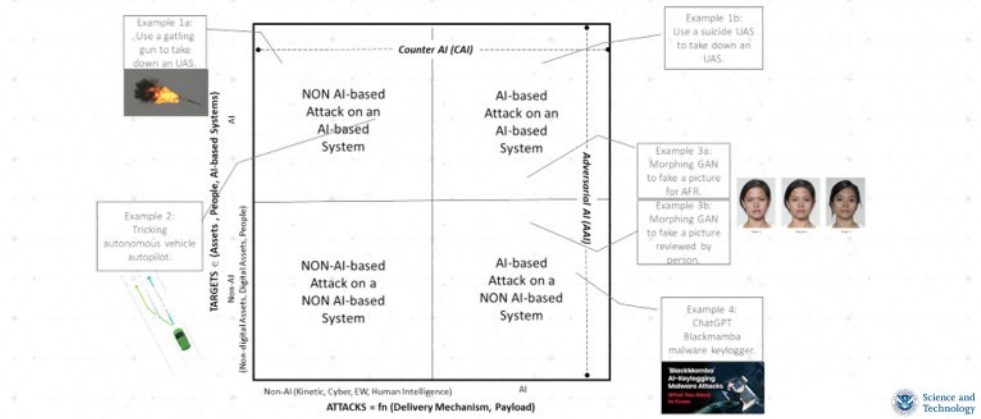 Example 1a:
Use a gatling
gun to take
down an UAS.
Counter AI (CAI)
Example 1b:
Use a suicide UAS
to take down an
UAS.
NON AI-based
Attack on an
AI-based
System
AI-based
Attack on an
AI-based
System
TARGETS ∈ (Assets, People, AI-based Systems)
AI
Non-AI
(Non-digital Assets, Digital Assets, People)
Adversarial AI (AAI)
Example 3a:
Morphing GAN
to fake a picture
for AFR.
Example 3b:
Morphing GAN
to fake a picture
reviewed by
person.
Example 2:
Tricking
autonomous vehicle
autopilot.
NON-AI-based
Attack on a
NON AI-based
System
AI-based
Attack on a
NON AI-based
System
Example 4:
ChatGPT
Blackmamba
malware keylogger.
'BlackMamba'
AI-Keylogging
Malware Attacks
What You Need
to Know
Non-AI (Kinetic, Cyber, EW, Human Intelligence)
AI
ATTACKS = fn (Delivery Mechanism, Payload)
Science and
Technology